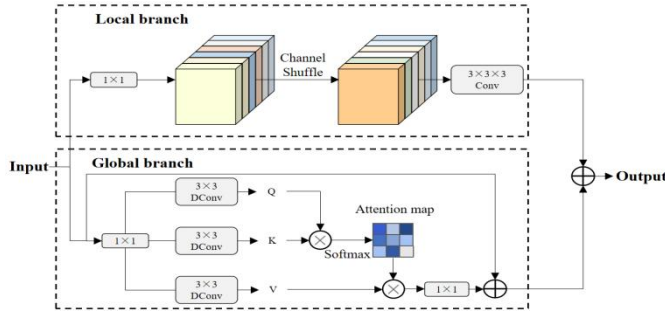 Local branch
1×1
Channel
Shuffle
3×3×3
Conv
Input
Output
Global branch
3×3
DConv
Q
1×1
3×3
DConv
K
Attention map
Softmax
3×3
DConv
V
1×1